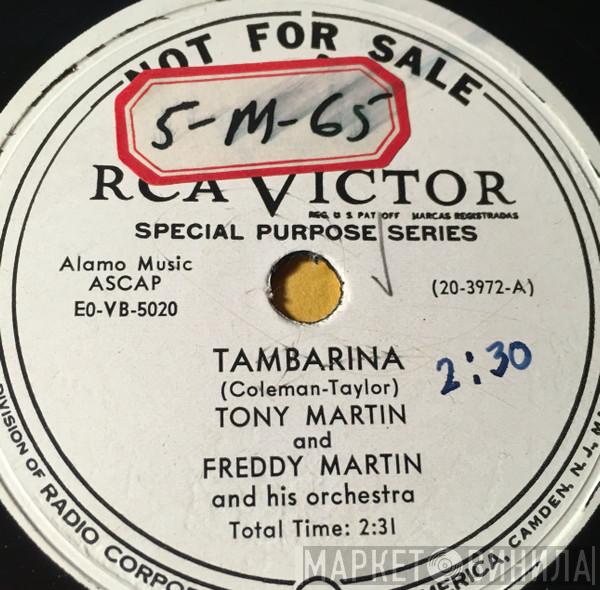 NOT FOR SALE
5-M-65
RCA VICTOR
REG. U S PAT OFF MARCAS REGISTRADAS
SPECIAL PURPOSE SERIES
Alamo Music
ASCAP
E0-VB-5020
(20-3972-A)
TAMBARINA
2:30
(Coleman-Taylor)
TONY MARTIN
and
FREDDY MARTIN
and his orchestra
Total Time: 2:31
DIVISION OF RADIO CORPO
AMERICA, CAMDEN, N. J.,
МАРКЕТ ВИНИЛА